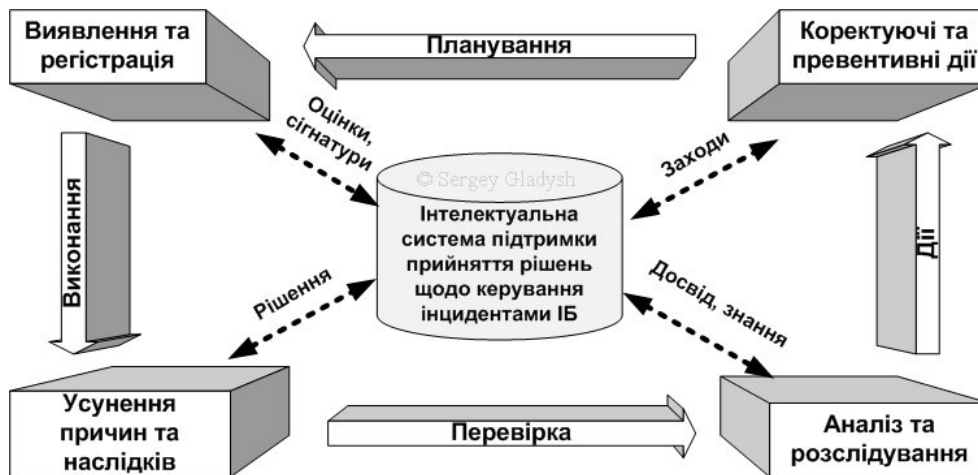 Виявлення та
регістрація
Планування
Коректуючі та
превентивні дії
Оцінки,
сігнатури
Заходи
© Sergey Gladysh
Інтелектуальна
система підтримки
прийняття рішень
щодо керування
інцидентами ІБ
Виконання
Дії
Рішення
Досвід, знання
Усунення
причин та
наслідків
Перевірка
Аналіз та
розслідування